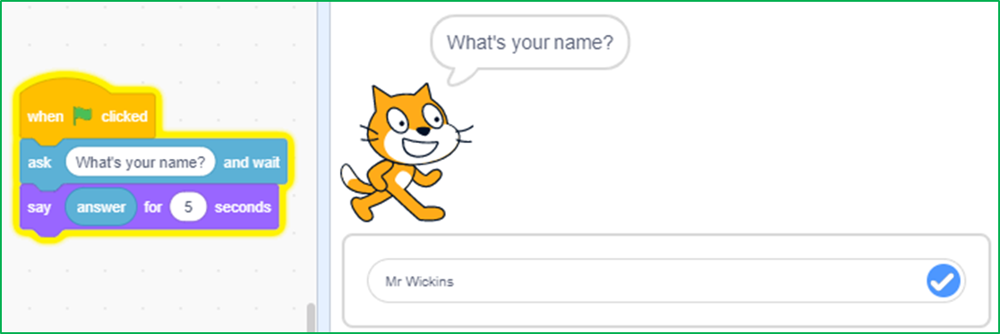 when clicked
ask What's your name? and wait
say answer for 5 seconds
What's your name?
Mr Wickins